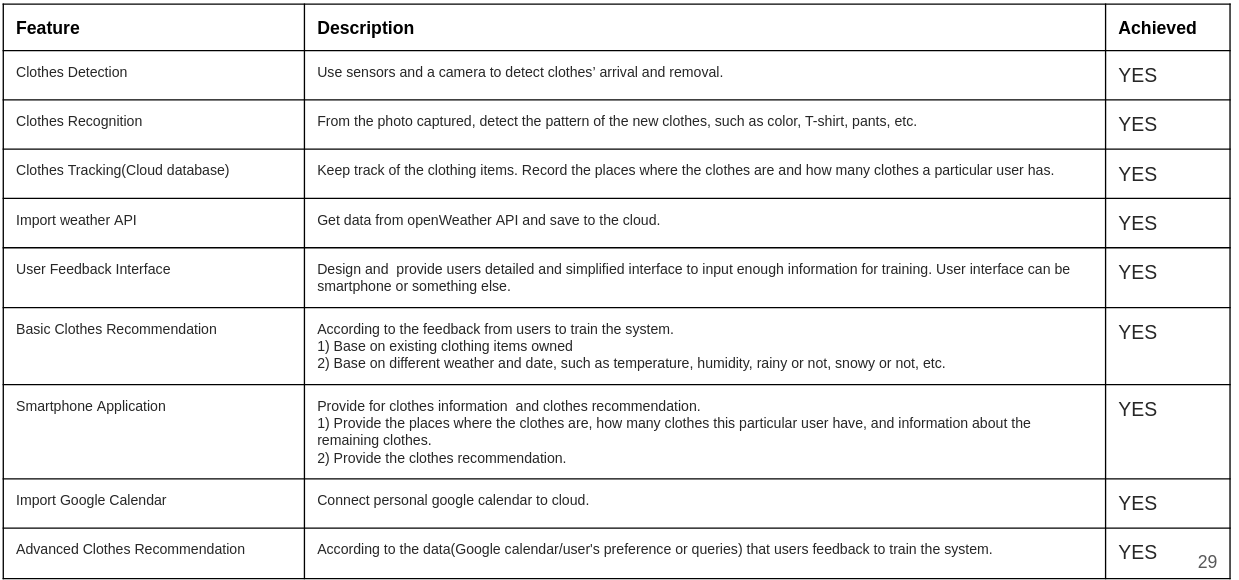 Feature Description Achieved
Clothes Detection Use sensors and a camera to detect clothes’ arrival and removal. YES
Clothes Recognition From the photo captured, detect the pattern of the new clothes, such as color, T-shirt, pants, etc. YES
Clothes Tracking(Cloud database) Keep track of the clothing items. Record the places where the clothes are and how many clothes a particular user has. YES
Import weather API Get data from openWeather API and save to the cloud. YES
User Feedback Interface Design and  provide users detailed and simplified interface to input enough information for training. User interface can be YES
smartphone or something else.
Basic Clothes Recommendation According to the feedback from users to train the system. YES
1) Base on existing clothing items owned
2) Base on different weather and date, such as temperature, humidity, rainy or not, snowy or not, etc.
Smartphone Application Provide for clothes information  and clothes recommendation. YES
1) Provide the places where the clothes are, how many clothes this particular user have, and information about the
remaining clothes.
2) Provide the clothes recommendation.
Import Google Calendar Connect personal google calendar to cloud. YES
Advanced Clothes Recommendation According to the data(Google calendar/user's preference or queries) that users feedback to train the system. YES
29